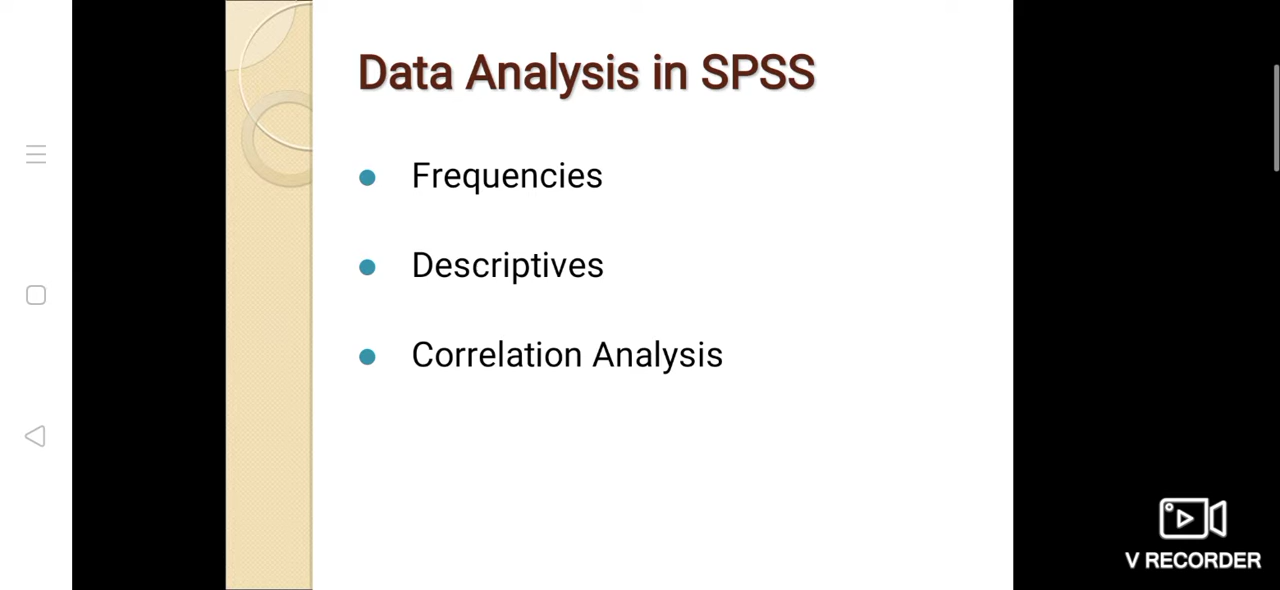 Data Analysis in SPSS
Frequencies
Descriptives
Correlation Analysis
V RECORDER